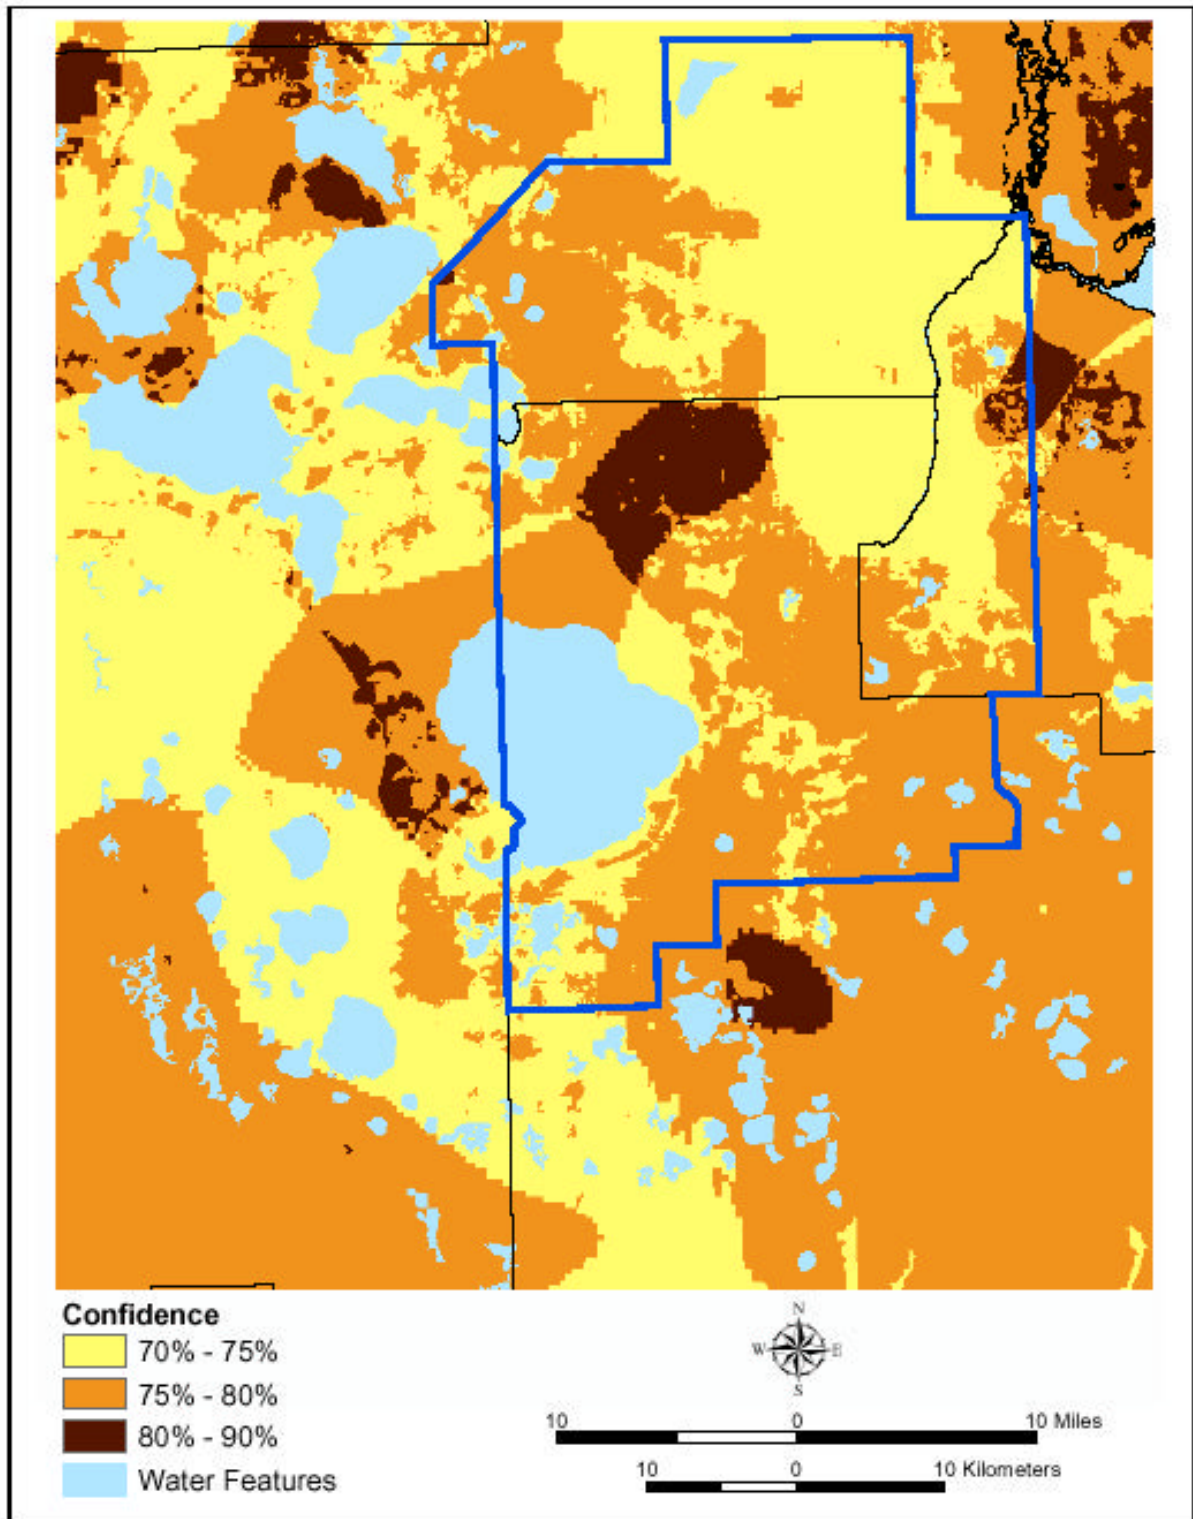 Confidence
70% - 75%
75% - 80%
80% - 90%
Water Features
N
W E
S
10 0 10 Miles
10 0 10 Kilometers